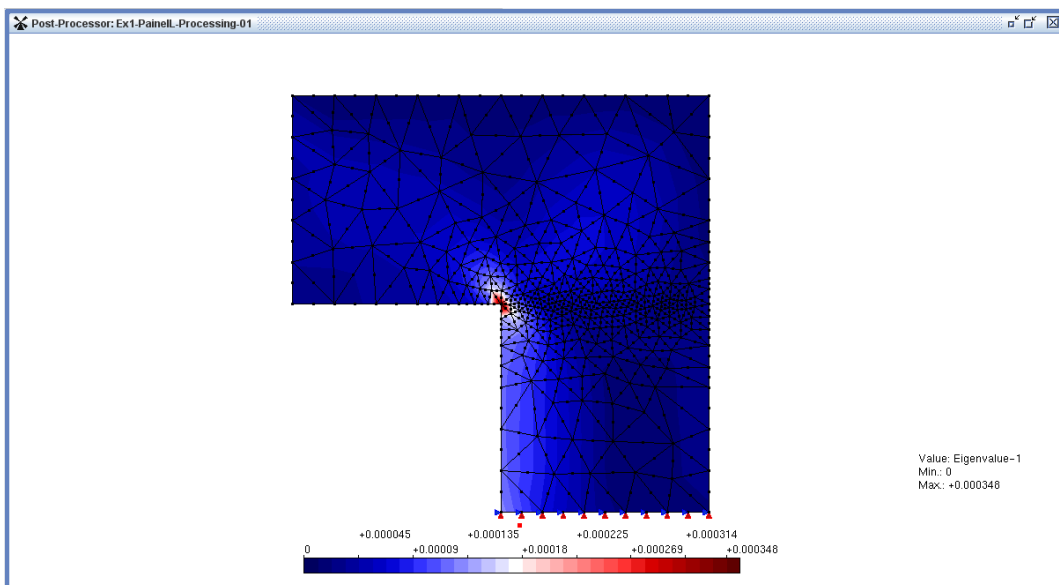 Post-Processor: Ex1-PainelL-Processing-01
Value: Eigenvalue-1
Min.: 0
Max.: +0.000348
+0.000045 +0.000135 +0.000225 +0.000314
0 +0.00009 +0.00018 +0.000269 +0.000348